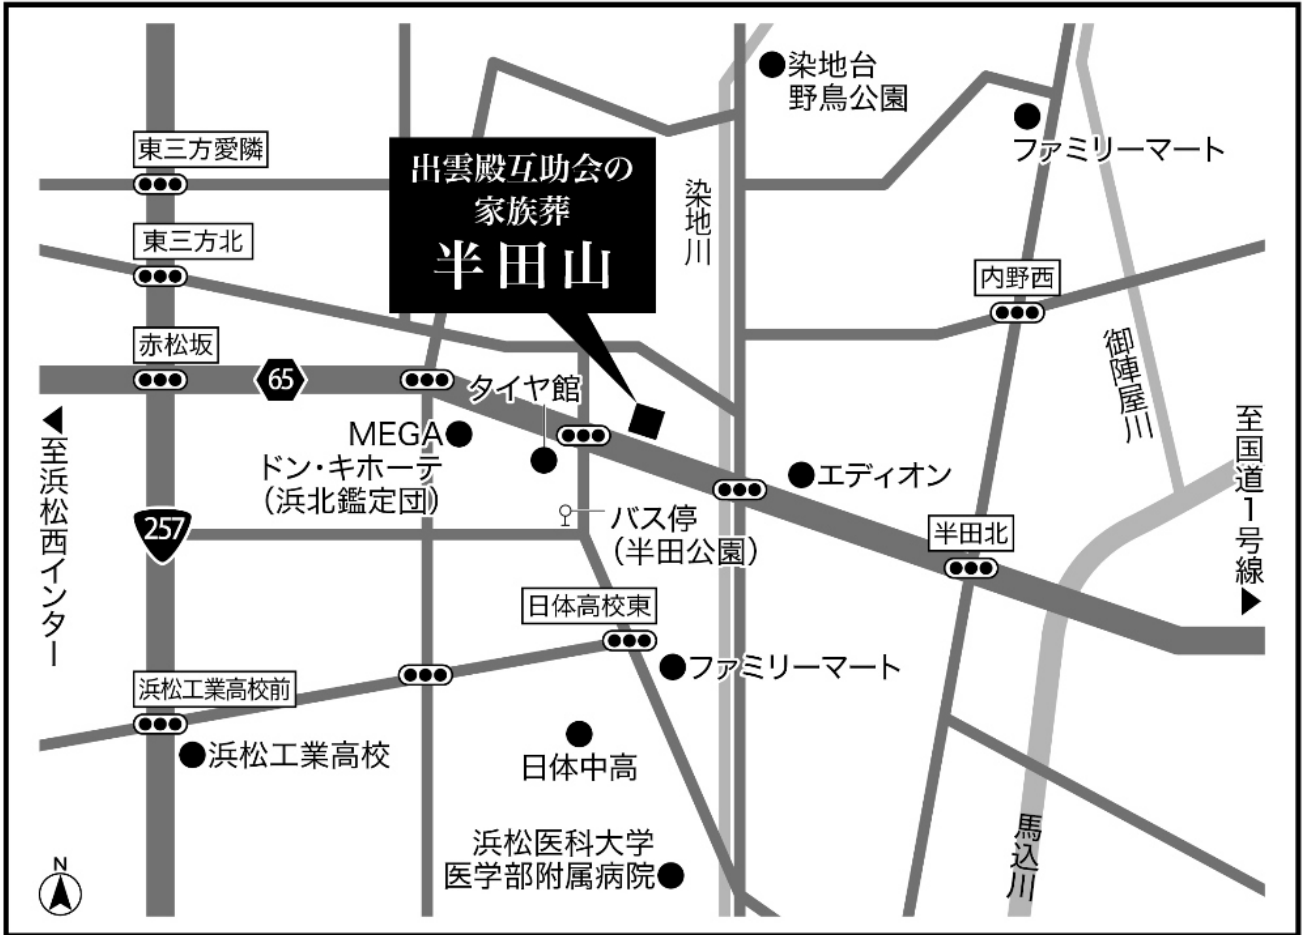 染地台
野鳥公園
ファミリーマート
東三方愛隣
出雲殿互助会の
家族葬
半田山
染地川
東三方北
内野西
赤松坂
65
タイヤ館
御陣屋川
MEGA
ドン・キホーテ
（浜北鑑定団）
エディオン
至浜松西インター
至国道1号線
257
バス停
（半田公園）
半田北
日体高校東
ファミリーマート
浜松工業高校前
浜松工業高校
日体中高
浜松医科大学
医学部附属病院
馬込川
N